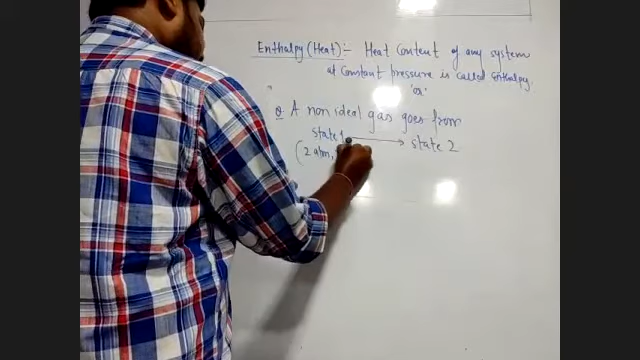 Enthalpy (Heat) :- Heat Content of any system
at Constant pressure is called Enthalpy.
'or'
Q. A non ideal gas goes from
State 1 → state 2
(2 atm,